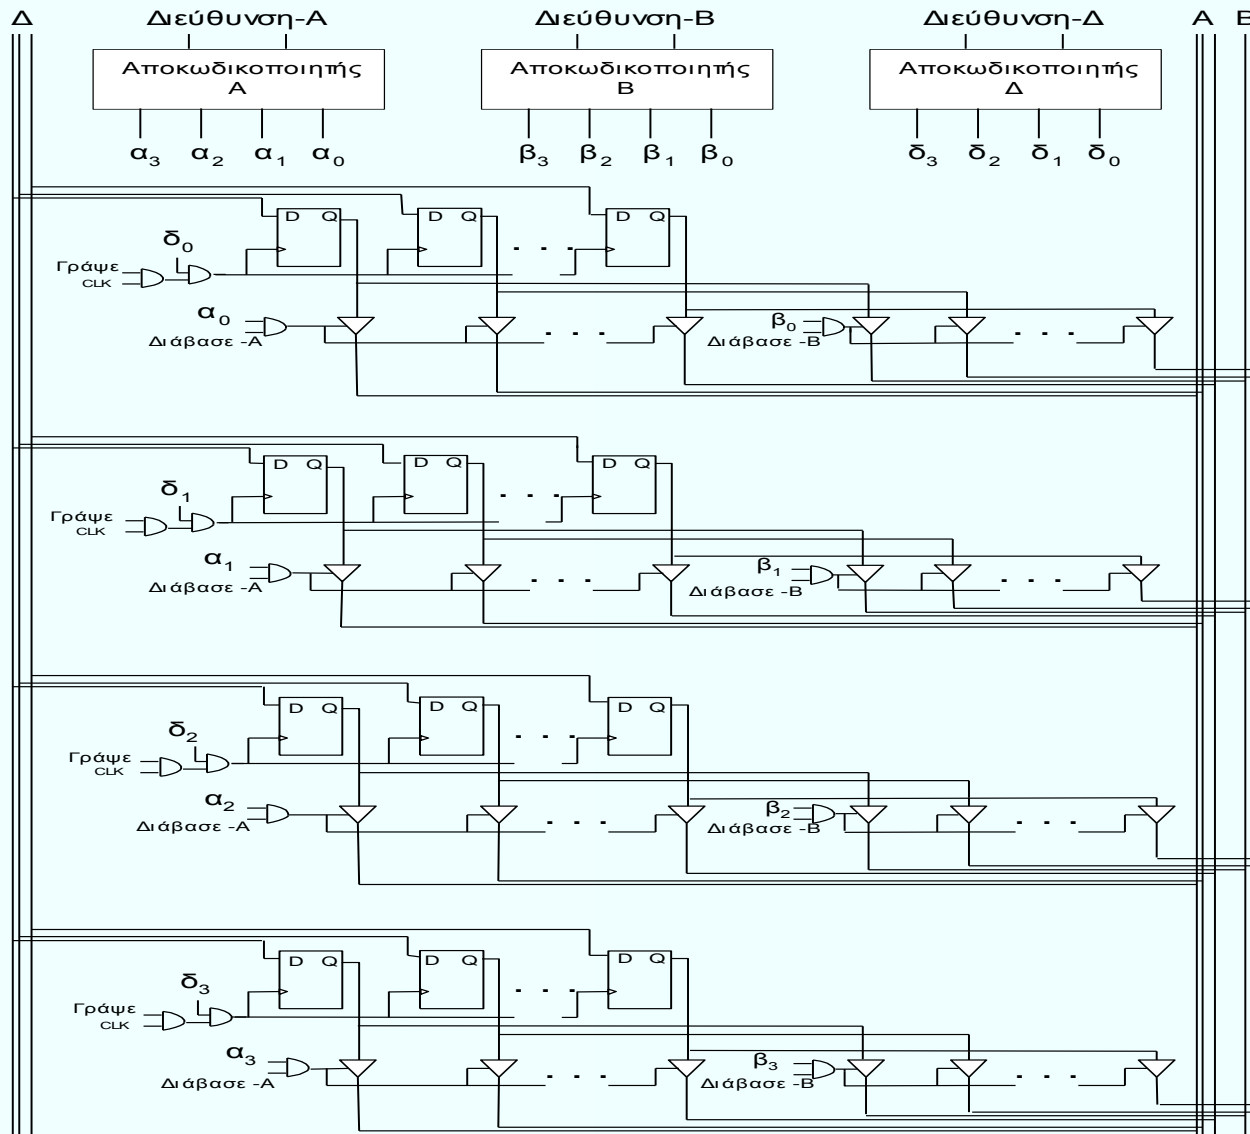 Δ Διεύθυνση-Α Διεύθυνση-Β Διεύθυνση-Δ Α Β
Αποκωδικοποιητής Α
Αποκωδικοποιητής Β
Αποκωδικοποιητής Δ
α3 α2 α1 α0 β3 β2 β1 β0 δ3 δ2 δ1 δ0
D Q D Q D Q
δ0
Γράψε
CLK
α0
Διάβασε -Α
β0
Διάβασε -Β
D Q D Q D Q
δ1
Γράψε
CLK
α1
Διάβασε -Α
β1
Διάβασε -Β
D Q D Q D Q
δ2
Γράψε
CLK
α2
Διάβασε -Α
β2
Διάβασε -Β
D Q D Q D Q
δ3
Γράψε
CLK
α3
Διάβασε -Α
β3
Διάβασε -Β